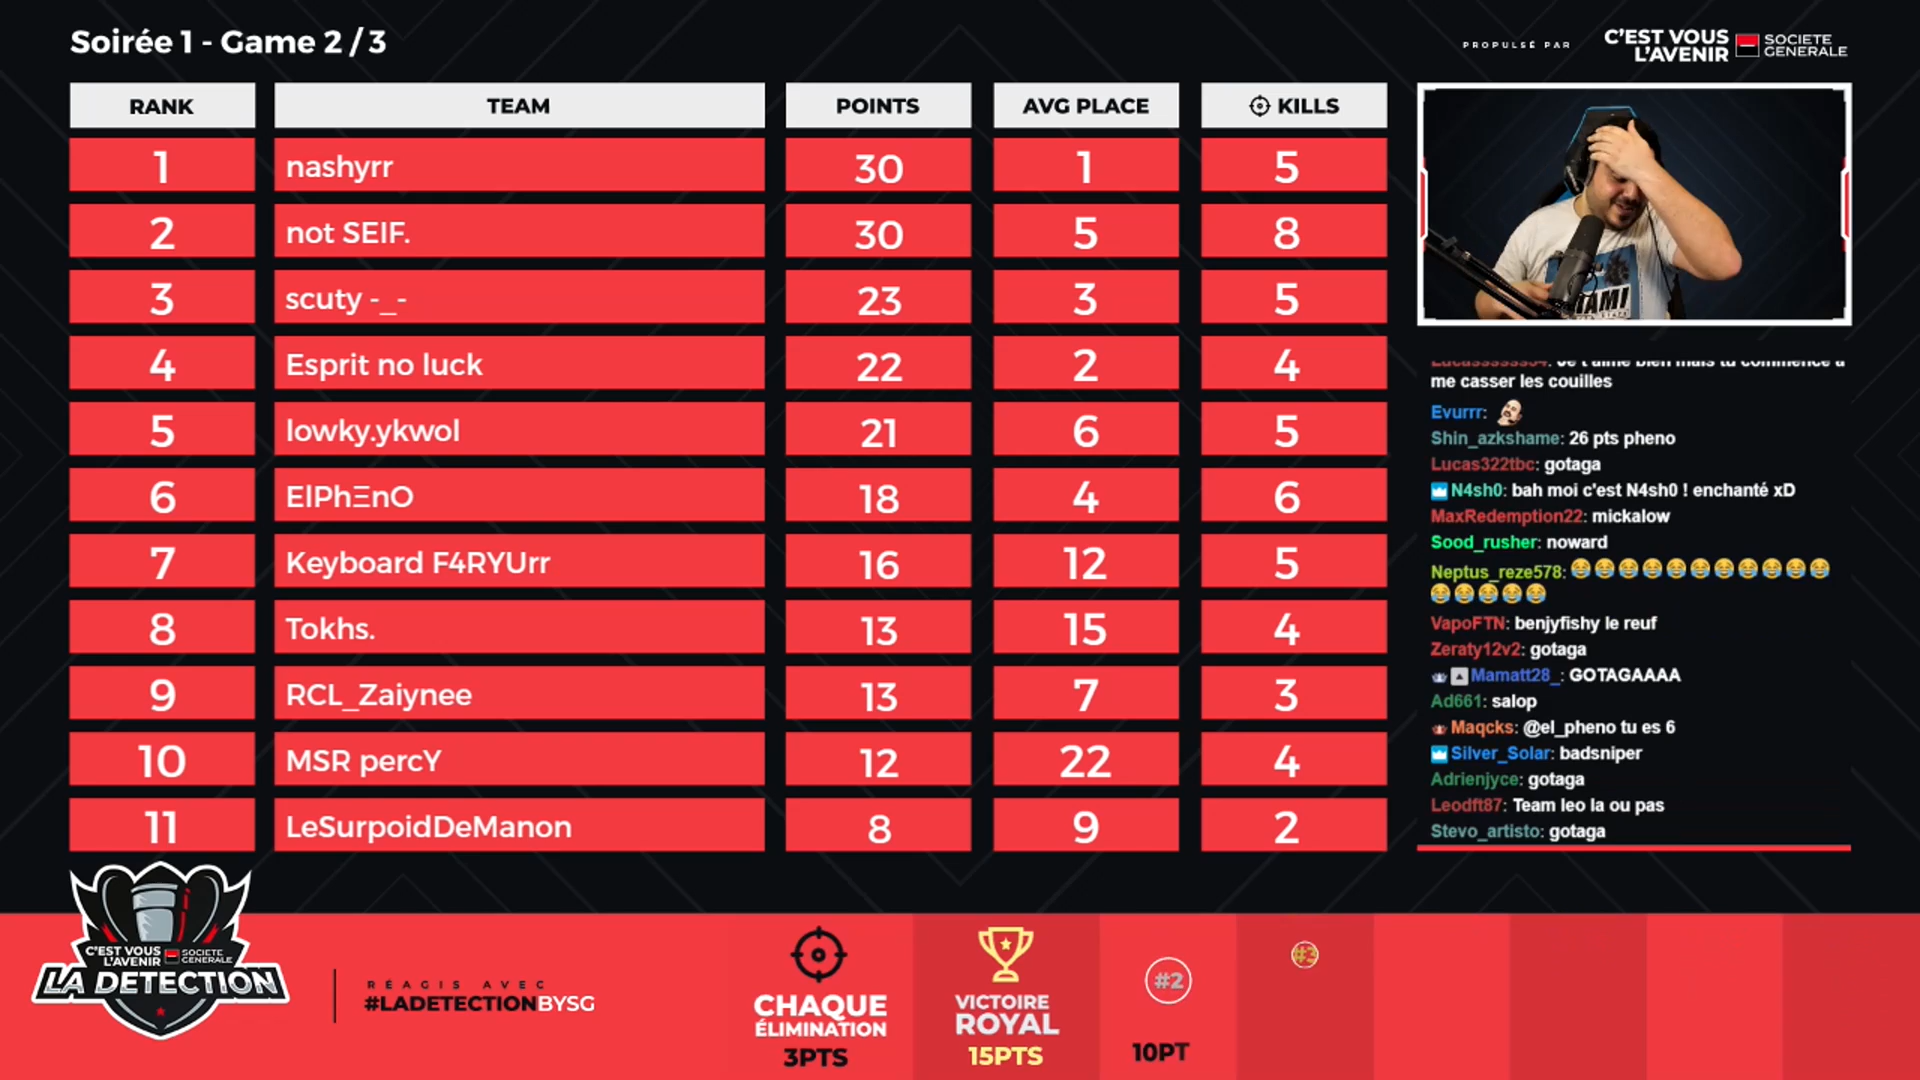 Soirée 1 - Game 2 / 3
PROPULSÉ PAR
C'EST VOUS
L'AVENIR
SOCIETE
GENERALE
RANK TEAM POINTS AVG PLACE KILLS
1 nashyrr 30 1 5
2 not SEIF. 30 5 8
3 scuty -_- 23 3 5
4 Esprit no luck 22 2 4
5 lowky.ykwol 21 6 5
6 ElPhΞnO 18 4 6
7 Keyboard F4RYUrr 16 12 5
8 Tokhs. 13 15 4
9 RCL_Zaiynee 13 7 3
10 MSR percY 12 22 4
11 LeSurpoidDeManon 8 9 2
Je t'aime bien mais tu commence a
me casser les couilles
Evurrr:
Shin_azkshame: 26 pts pheno
Lucas322tbc: gotaga
N4sh0: bah moi c'est N4sh0 ! enchanté xD
MaxRedemption22: mickalow
Sood_rusher: noward
Neptus_reze578: 😂😂😂😂😂😂😂😂😂😂😂
😂😂😂😂😂
VapoFTN: benjyfishy le reuf
Zeraty12v2: gotaga
Mamatt28_: GOTAGAAAA
Ad661: salop
Maqcks: @el_pheno tu es 6
Silver_Solar: badsniper
Adrienjyce: gotaga
Leodft87: Team leo la ou pas
Stevo_artisto: gotaga
C'EST VOUS
L'AVENIR
SOCIETE
GENERALE
LA DETECTION
RÉAGIS AVEC
#LADETECTIONBYSG
CHAQUE
ÉLIMINATION
3PTS
VICTOIRE
ROYAL
15PTS
#2
10PT
#3